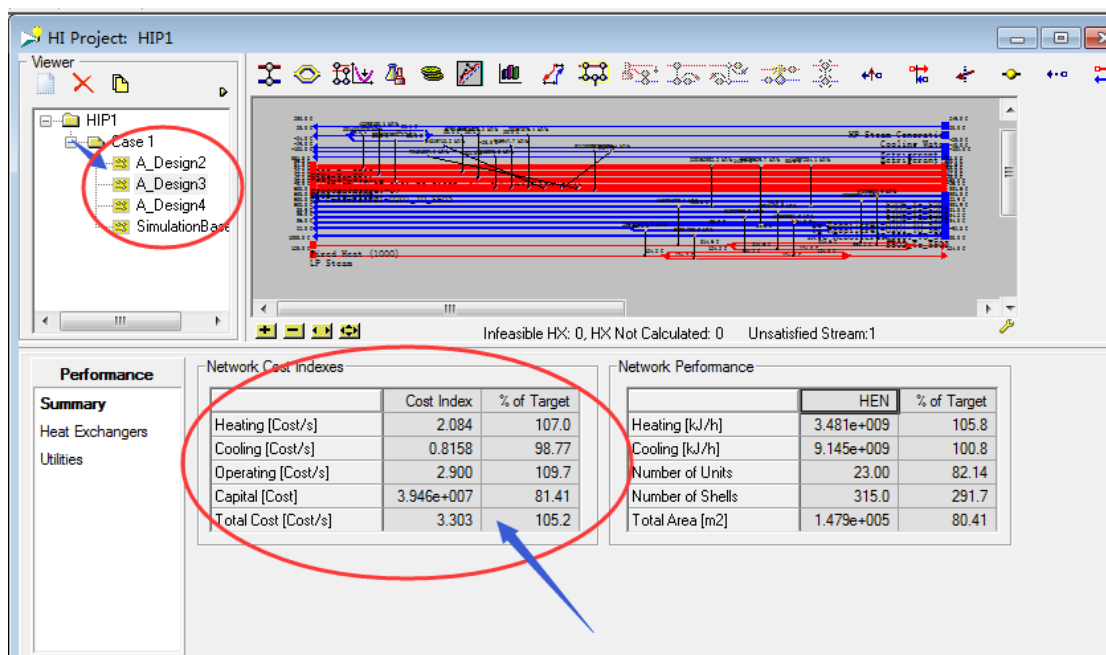 HI Project: HIP1
Viewer
HIP1
Case 1
A_Design2
A_Design3
A_Design4
SimulationBase
HP Steam Generatio
Cooling Wate
Refrigerant
Fired Heat (1000)
LP Steam
Infeasible HX: 0, HX Not Calculated: 0 Unsatisfied Stream:1
Performance
Summary
Heat Exchangers
Utilities
Network Cost Indexes
Cost Index % of Target
Heating [Cost/s] 2.084 107.0
Cooling [Cost/s] 0.8158 98.77
Operating [Cost/s] 2.900 109.7
Capital [Cost] 3.946e+007 81.41
Total Cost [Cost/s] 3.303 105.2
Network Performance
HEN % of Target
Heating [kJ/h] 3.481e+009 105.8
Cooling [kJ/h] 9.145e+009 100.8
Number of Units 23.00 82.14
Number of Shells 315.0 291.7
Total Area [m2] 1.479e+005 80.41